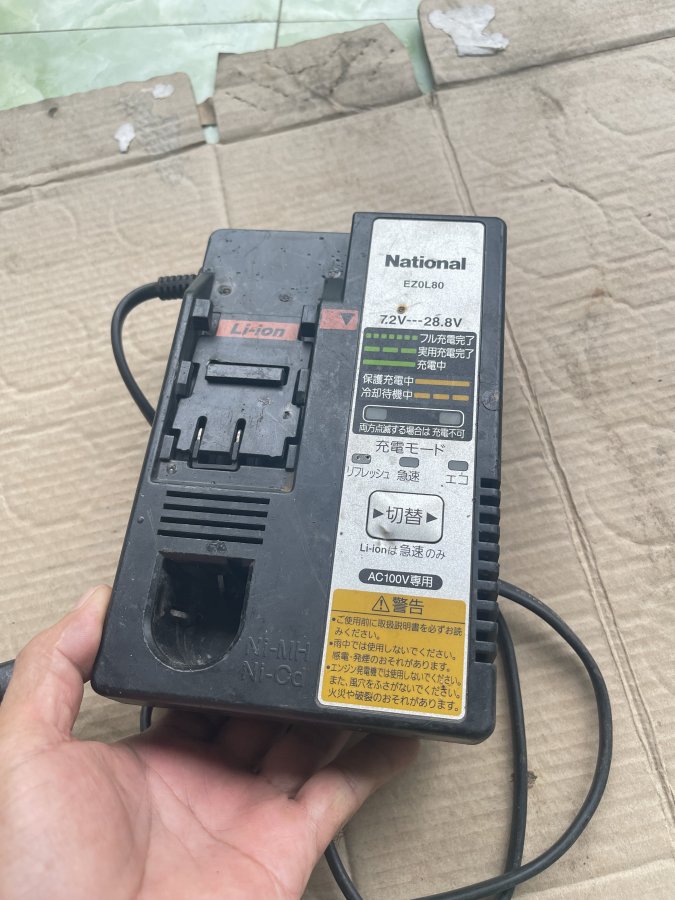 National
EZ0L80
7.2V---28.8V
フル充電完了
実用充電完了
充電中
保護充電中
冷却待機中
両方点滅する場合は充電不可
充電モード
リフレッシュ 急速 エコ
切替
Li-ionは急速のみ
AC100V専用
警告
•ご使用前に取扱説明書を必ずお読
みください。
•雨中では使用しないでください。
感電・発煙のおそれがあります。
•エンジン発電機では使用しないでください。
また、風穴をふさがないでください。
火災や破裂のおそれがあります。
Li-ion
Ni-MH
Ni-Cd